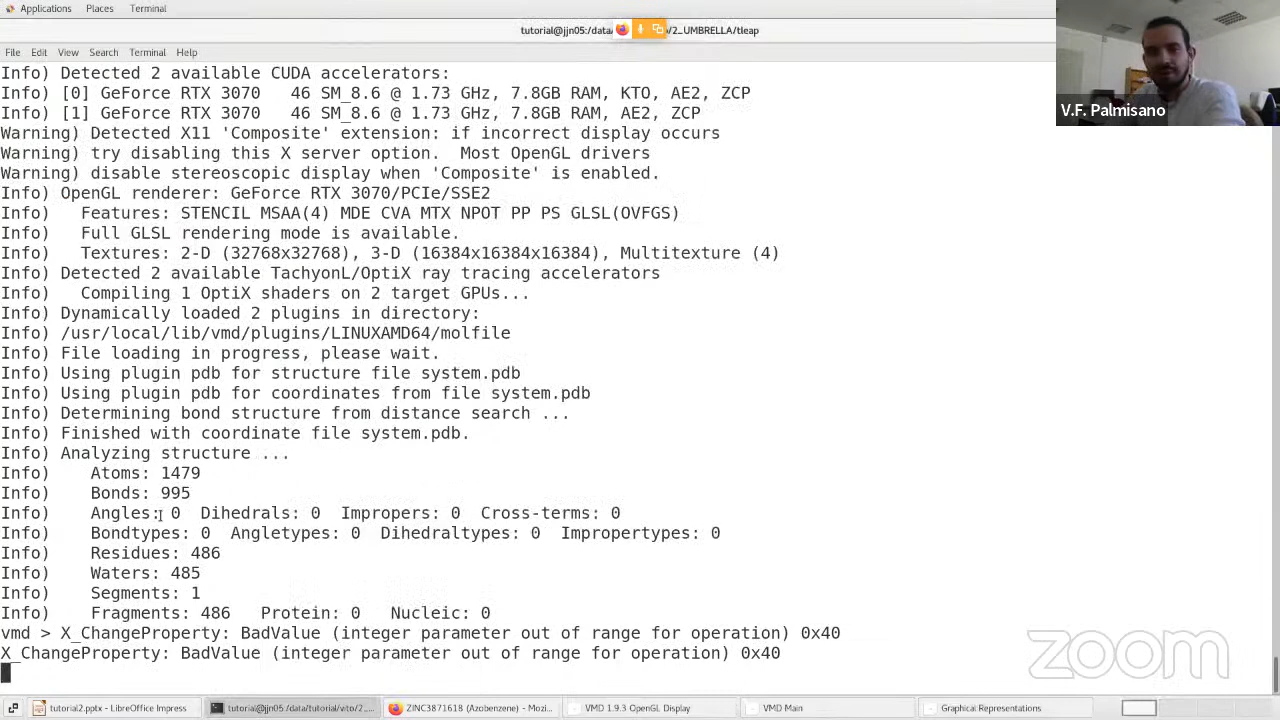 Applications Places Terminal
tutorial@jjn05:/data/ /2_UMBRELLA/tleap
File Edit View Search Terminal Help
V.F. Palmisano
Info) Detected 2 available CUDA accelerators:
Info) [0] GeForce RTX 3070   46 SM_8.6 @ 1.73 GHz, 7.8GB RAM, KTO, AE2, ZCP
Info) [1] GeForce RTX 3070   46 SM_8.6 @ 1.73 GHz, 7.8GB RAM, AE2, ZCP
Warning) Detected X11 'Composite' extension: if incorrect display occurs
Warning) try disabling this X server option.  Most OpenGL drivers
Warning) disable stereoscopic display when 'Composite' is enabled.
Info) OpenGL renderer: GeForce RTX 3070/PCIe/SSE2
Info)   Features: STENCIL MSAA(4) MDE CVA MTX NPOT PP PS GLSL(OVFGS)
Info)   Full GLSL rendering mode is available.
Info)   Textures: 2-D (32768x32768), 3-D (16384x16384x16384), Multitexture (4)
Info) Detected 2 available TachyonL/OptiX ray tracing accelerators
Info)   Compiling 1 OptiX shaders on 2 target GPUs...
Info) Dynamically loaded 2 plugins in directory:
Info) /usr/local/lib/vmd/plugins/LINUXAMD64/molfile
Info) File loading in progress, please wait.
Info) Using plugin pdb for structure file system.pdb
Info) Using plugin pdb for coordinates from file system.pdb
Info) Determining bond structure from distance search ...
Info) Finished with coordinate file system.pdb.
Info) Analyzing structure ...
Info)    Atoms: 1479
Info)    Bonds: 995
Info)    Angles: 0  Dihedrals: 0  Impropers: 0  Cross-terms: 0
Info)    Bondtypes: 0  Angletypes: 0  Dihedraltypes: 0  Impropertypes: 0
Info)    Residues: 486
Info)    Waters: 485
Info)    Segments: 1
Info)    Fragments: 486   Protein: 0   Nucleic: 0
vmd > X_ChangeProperty: BadValue (integer parameter out of range for operation) 0x40
X_ChangeProperty: BadValue (integer parameter out of range for operation) 0x40
zoom
tutorial2.pptx - LibreOffice Impress
tutorial@jjn05:/data/tutorial/vito/2_...
ZINC3871618 (Azobenzene) - Mozi...
VMD 1.9.3 OpenGL Display
VMD Main
Graphical Representations